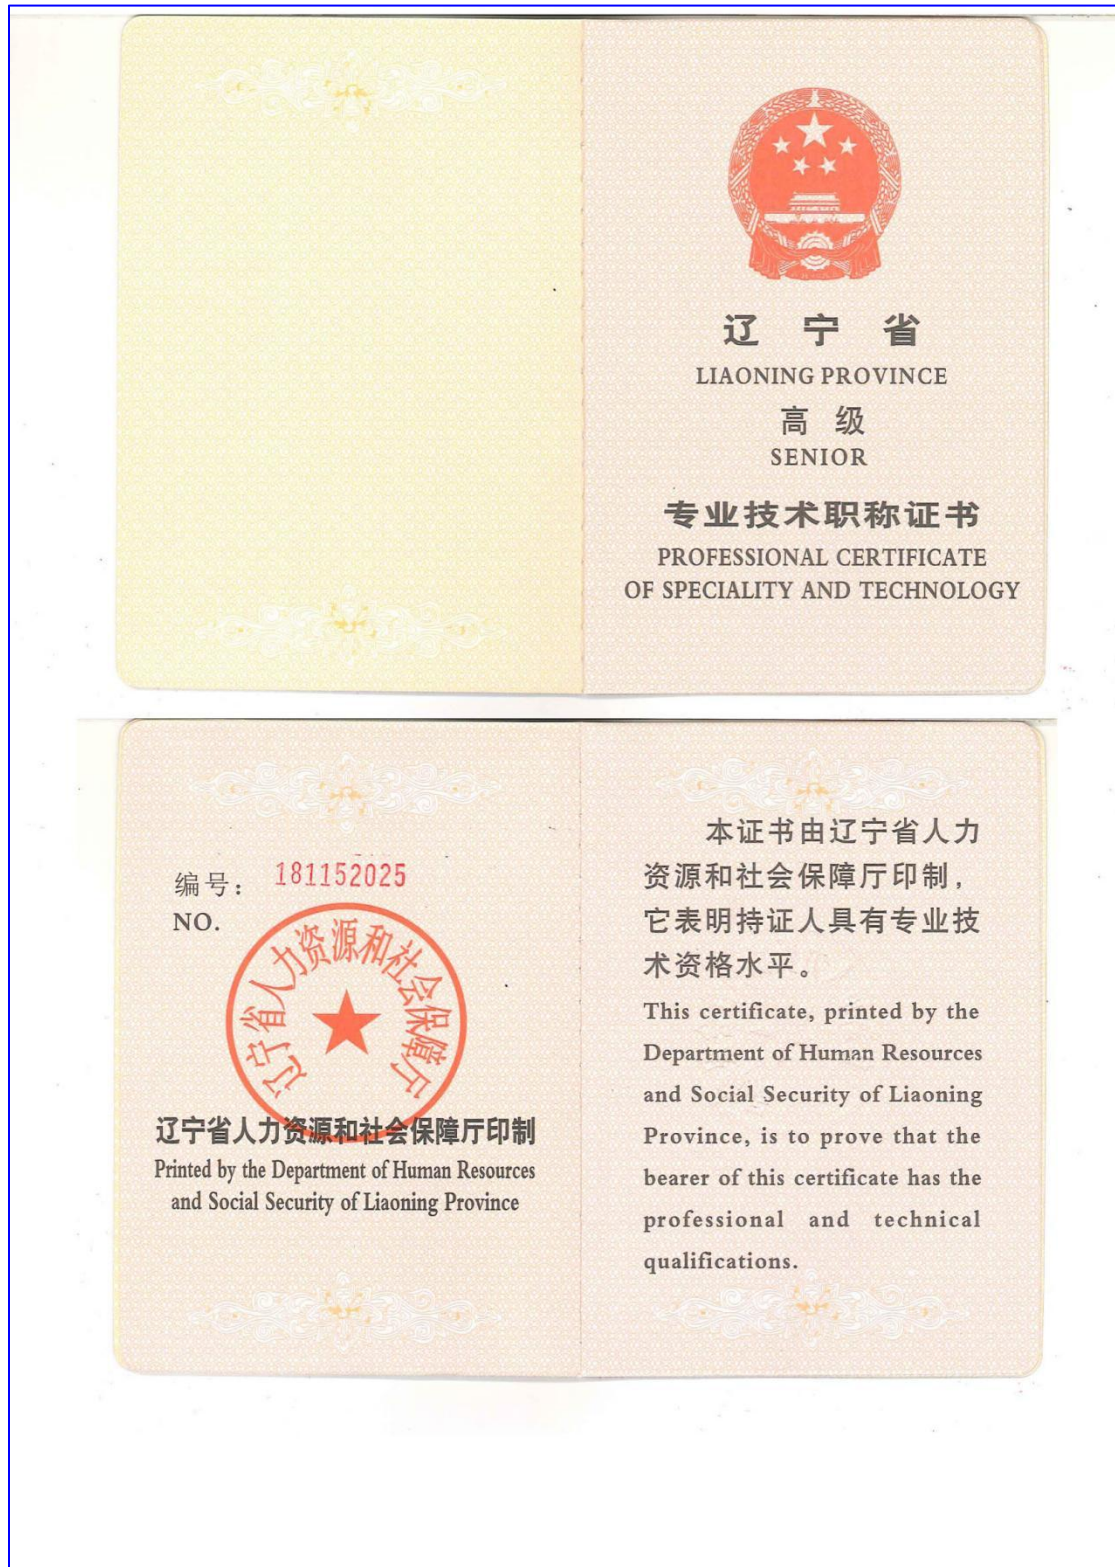 辽宁省
LIAONING PROVINCE
高级
SENIOR
专业技术职称证书
PROFESSIONAL CERTIFICATE
OF SPECIALITY AND TECHNOLOGY
编号: 181152025
NO.
辽宁省人力资源和社会保障厅
辽宁省人力资源和社会保障厅印制
Printed by the Department of Human Resources
and Social Security of Liaoning Province
本证书由辽宁省人力
资源和社会保障厅印制,
它表明持证人具有专业技
术资格水平。
This certificate, printed by the
Department of Human Resources
and Social Security of Liaoning
Province, is to prove that the
bearer of this certificate has the
professional and technical
qualifications.